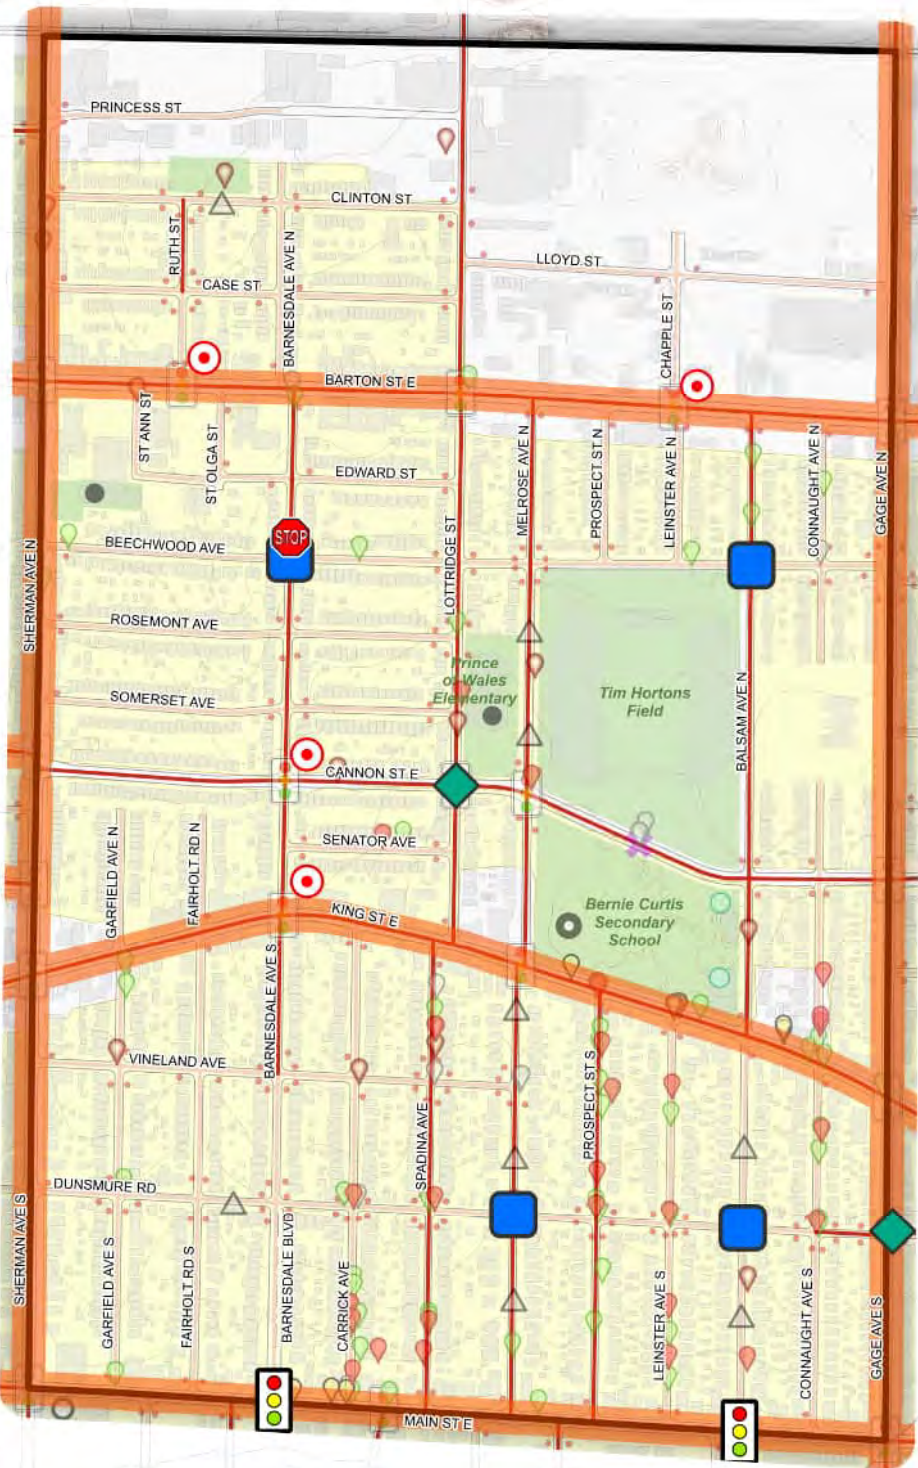 PRINCESS ST
CLINTON ST
RUTH ST
BARNESDALE AVE N
LLOYD ST
CASE ST
CHAPPLE ST
BARTON ST E
ST ANN ST
ST OLGA ST
EDWARD ST
MELROSE AVE N
PROSPECT ST N
LEINSTER AVE N
CONNAUGHT AVE N
GAGE AVE N
STOP
BEECHWOOD AVE
LOTTRIDGE ST
SHERMAN AVE N
ROSEMONT AVE
SOMERSET AVE
Prince
of Wales
Elementary
Tim Hortons
Field
BALSAM AVE N
CANNON ST E
GARFIELD AVE N
FAIRHOLT RD N
SENATOR AVE
KING ST E
Bernie Curtis
Secondary
School
BARNESDALE AVE S
VINELAND AVE
SPADINA AVE
PROSPECT ST S
DUNSMURE RD
SHERMAN AVE S
GARFIELD AVE S
FAIRHOLT RD S
BARNESDALE BLVD
CARRICK AVE
LEINSTER AVE S
CONNAUGHT AVE S
GAGE AVE S
MAIN ST E